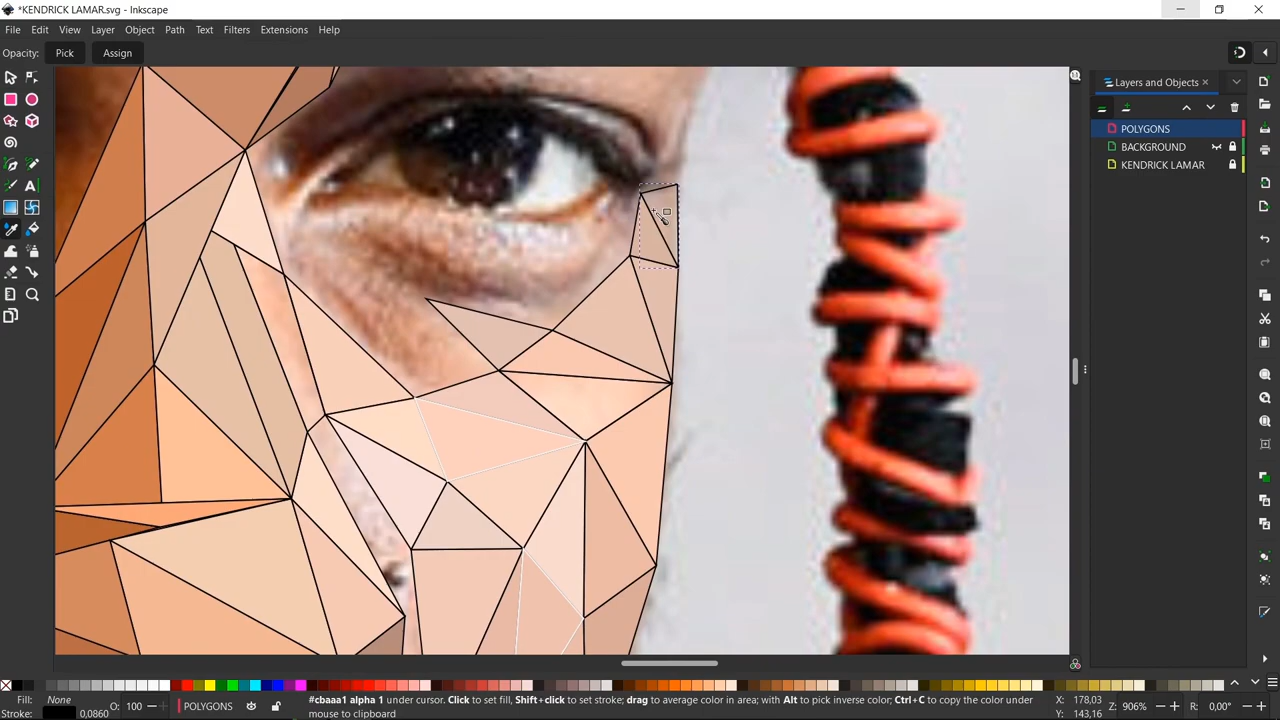 *KENDRICK LAMAR.svg - Inkscape
File Edit View Layer Object Path Text Filters Extensions Help
Opacity: Pick Assign
Layers and Objects
POLYGONS
BACKGROUND
KENDRICK LAMAR
Fill: None
Stroke: 0,0860
O: 100
POLYGONS
#cbaaa1 alpha 1 under cursor. Click to set fill, Shift+click to set stroke; drag to average color in area; with Alt to pick inverse color; Ctrl+C to copy the color under
mouse to clipboard
X: 178,03
Y: 143,16
Z: 906%
R: 0,00°